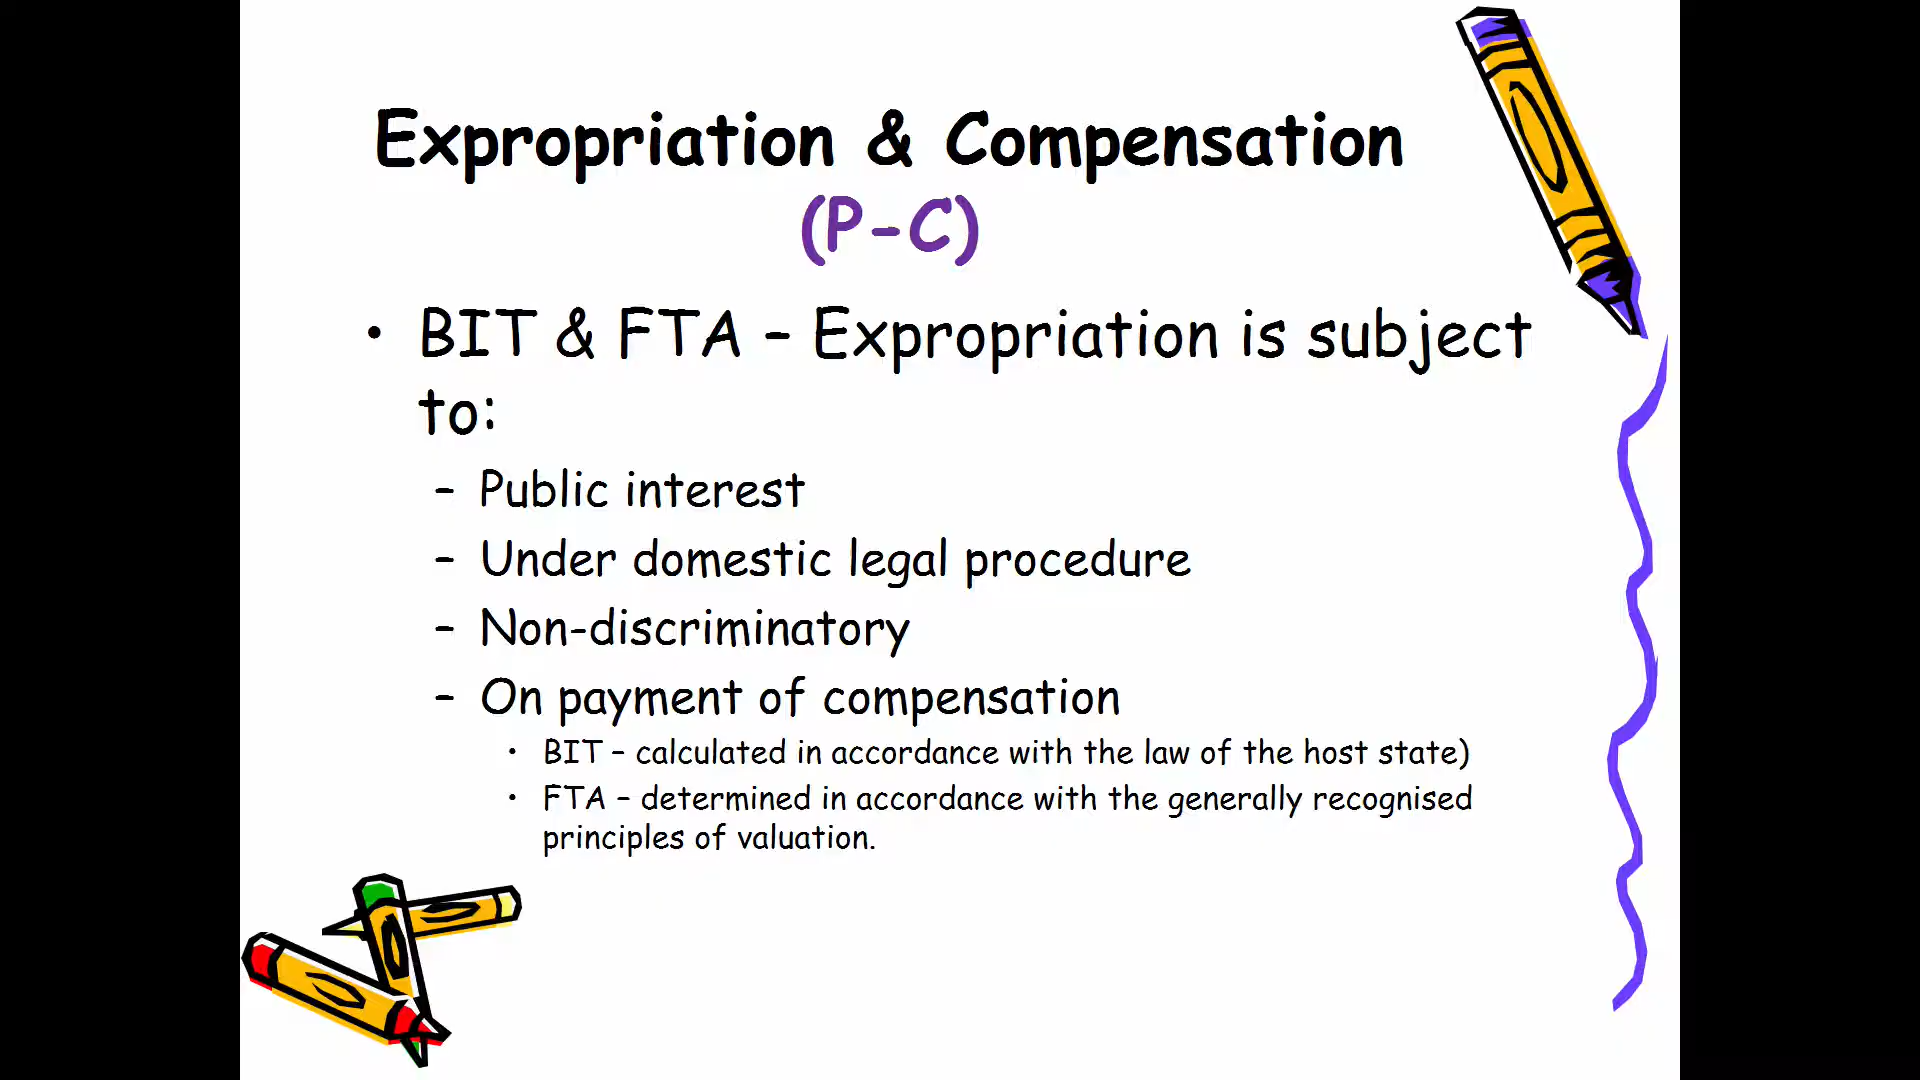 Expropriation & Compensation
(P-C)
• BIT & FTA – Expropriation is subject
to:
– Public interest
– Under domestic legal procedure
– Non-discriminatory
– On payment of compensation
• BIT – calculated in accordance with the law of the host state)
• FTA – determined in accordance with the generally recognised
principles of valuation.